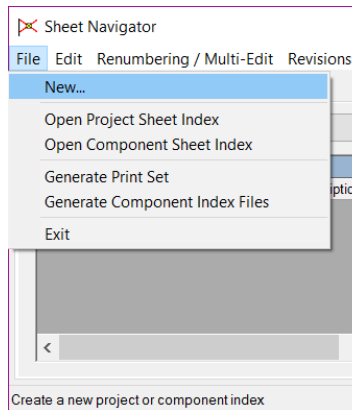 Sheet Navigator
File Edit Renumbering / Multi-Edit Revisions
New...
Open Project Sheet Index
Open Component Sheet Index
iptic
Generate Print Set
Generate Component Index Files
Exit
Create a new project or component index